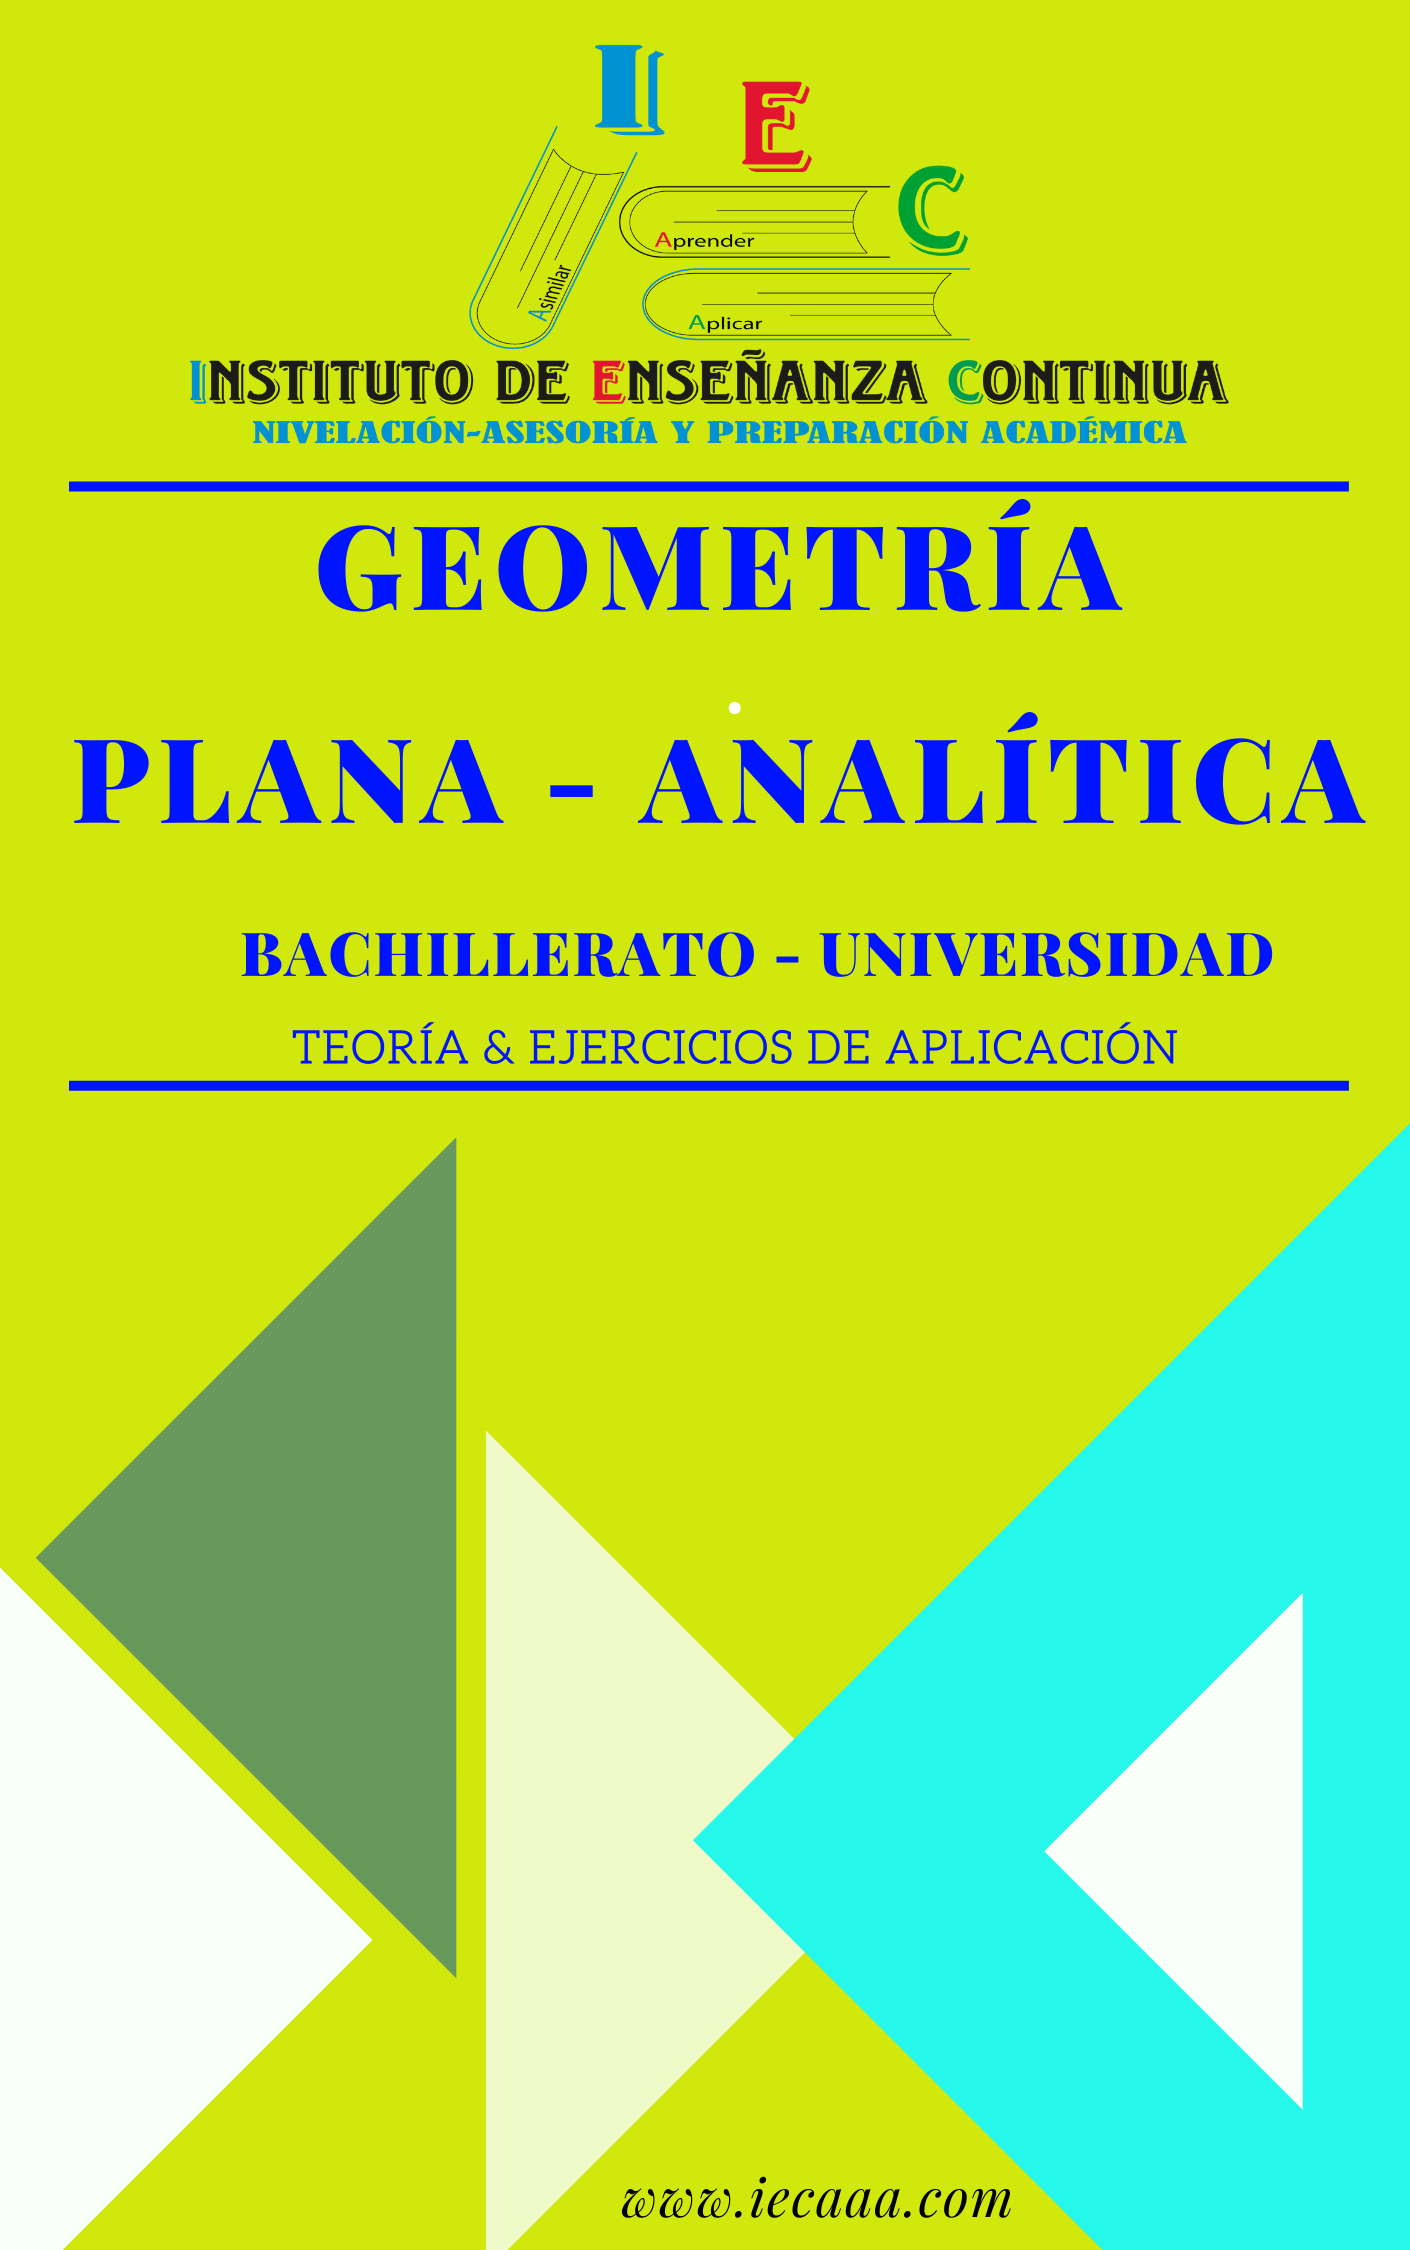 I E C
Asimilar
Aprender
Aplicar
INSTITUTO DE ENSEÑANZA CONTINUA
NIVELACIÓN-ASESORÍA Y PREPARACIÓN ACADÉMICA
GEOMETRÍA
PLANA - ANALÍTICA
BACHILLERATO - UNIVERSIDAD
TEORÍA & EJERCICIOS DE APLICACIÓN
www.iecaaa.com